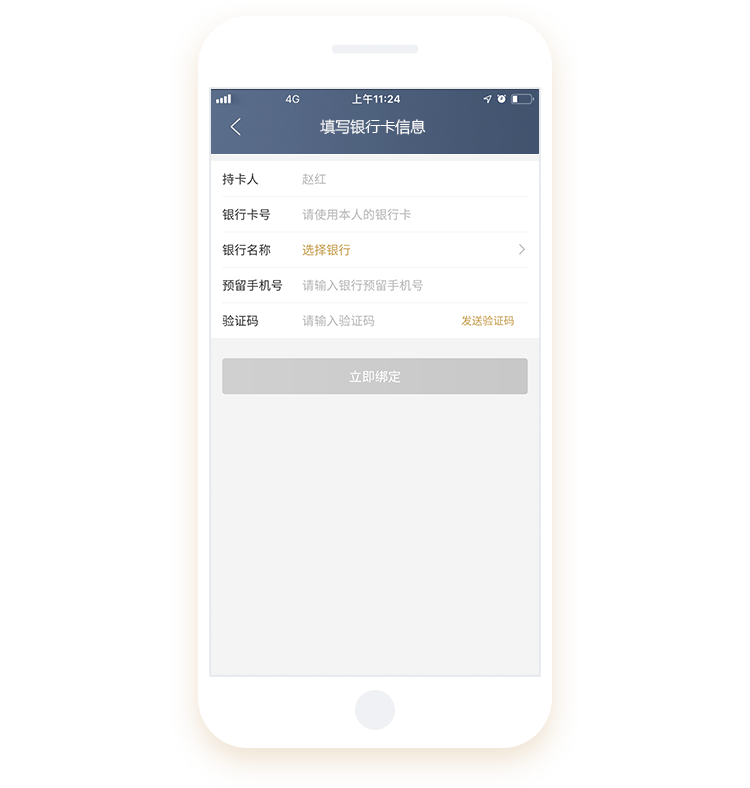 4G 上午11:24
填写银行卡信息
持卡人 赵红
银行卡号 请使用本人的银行卡
银行名称 选择银行
预留手机号 请输入银行预留手机号
验证码 请输入验证码 发送验证码
立即绑定